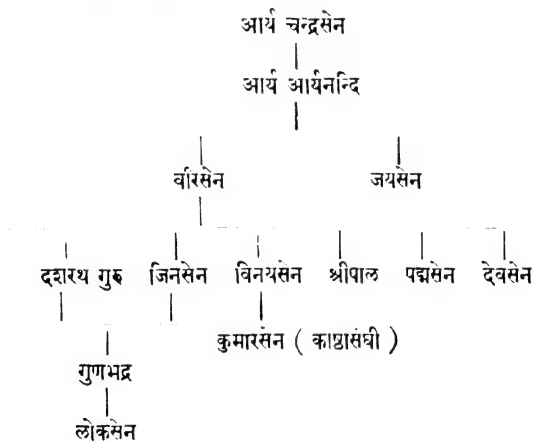 आर्य चन्द्रसेन
आर्य आर्यनन्दि
वीरसेन जयसेन
दशरथ गुरु जिनसेन विनयसेन श्रीपाल पद्मसेन देवसेन
कुमारसेन ( काष्ठासंघी )
गुणभद्र
लोकसेन